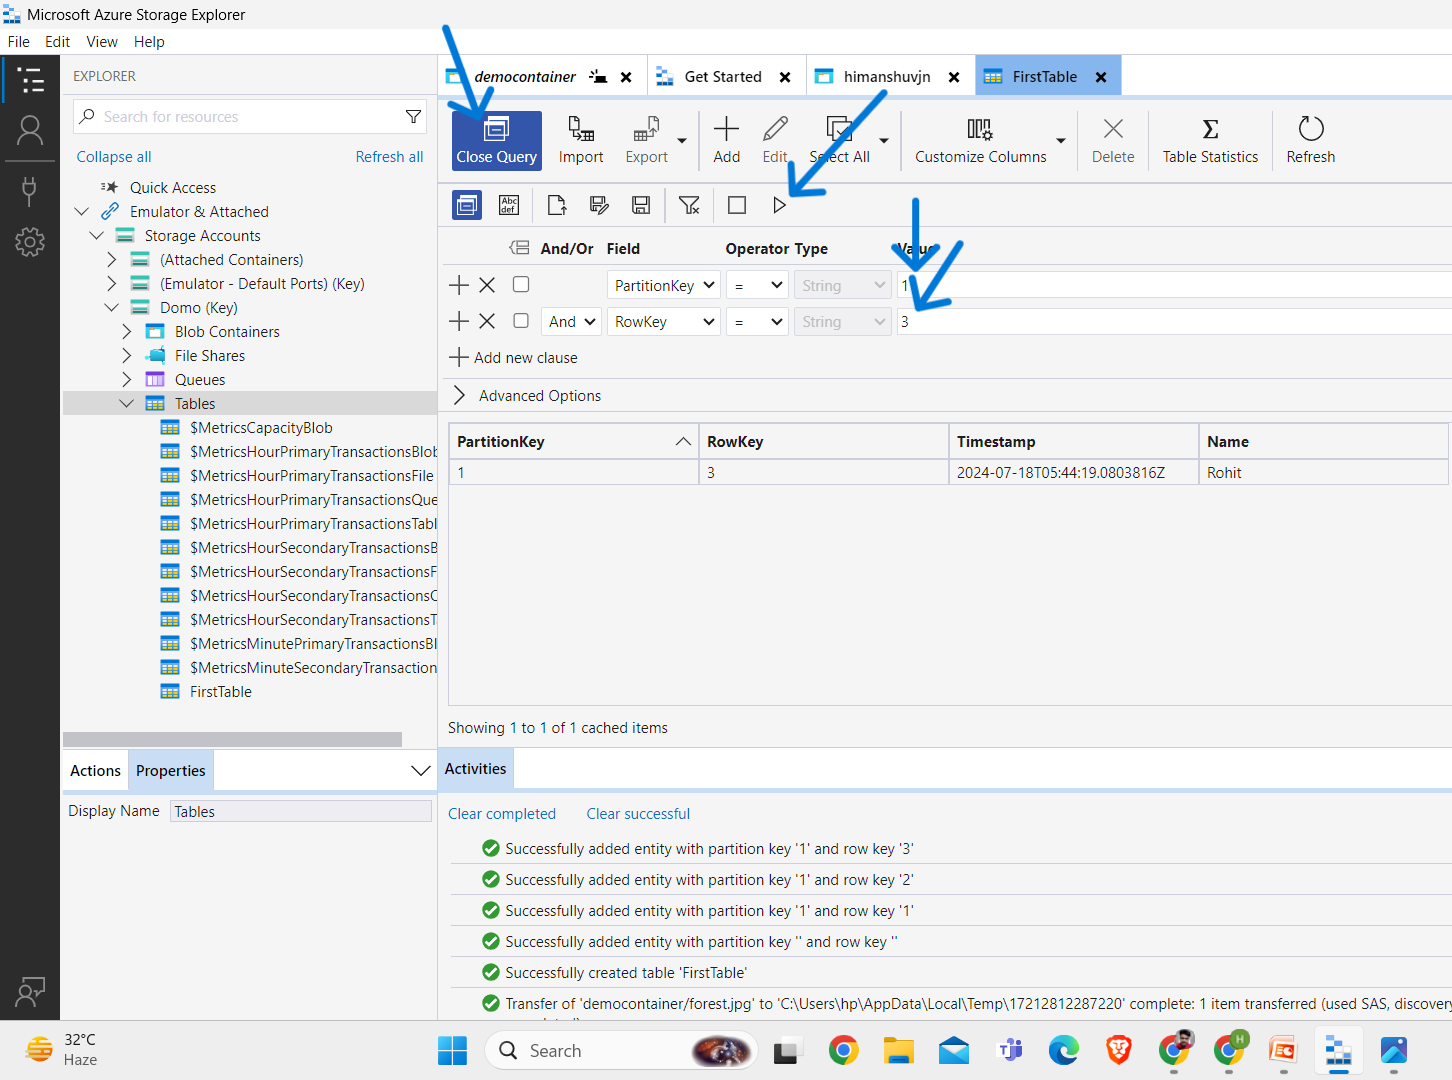 Microsoft Azure Storage Explorer
File Edit View Help
EXPLORER
democontainer Get Started himanshuvjn FirstTable
Search for resources
Collapse all Refresh all
Close Query Import Export Add Edit Select All Customize Columns Delete Table Statistics Refresh
Abc
def
Quick Access
Emulator & Attached
Storage Accounts
(Attached Containers)
(Emulator - Default Ports) (Key)
Domo (Key)
Blob Containers
File Shares
Queues
Tables
$MetricsCapacityBlob
$MetricsHourPrimaryTransactionsBlob
$MetricsHourPrimaryTransactionsFile
$MetricsHourPrimaryTransactionsQue
$MetricsHourPrimaryTransactionsTabl
$MetricsHourSecondaryTransactionsB
$MetricsHourSecondaryTransactionsF
$MetricsHourSecondaryTransactionsC
$MetricsHourSecondaryTransactionsT
$MetricsMinutePrimaryTransactionsBl
$MetricsMinuteSecondaryTransaction
FirstTable
And/Or Field Operator Type Value
PartitionKey = String 1
And RowKey = String 3
Add new clause
Advanced Options
PartitionKey RowKey Timestamp Name
1 3 2024-07-18T05:44:19.0803816Z Rohit
Showing 1 to 1 of 1 cached items
Actions Properties
Display Name Tables
Activities
Clear completed Clear successful
Successfully added entity with partition key '1' and row key '3'
Successfully added entity with partition key '1' and row key '2'
Successfully added entity with partition key '1' and row key '1'
Successfully added entity with partition key '' and row key ''
Successfully created table 'FirstTable'
Transfer of 'democontainer/forest.jpg' to 'C:\Users\hp\AppData\Local\Temp\17212812287220' complete: 1 item transferred (used SAS, discovery
32°C
Haze
Search
H